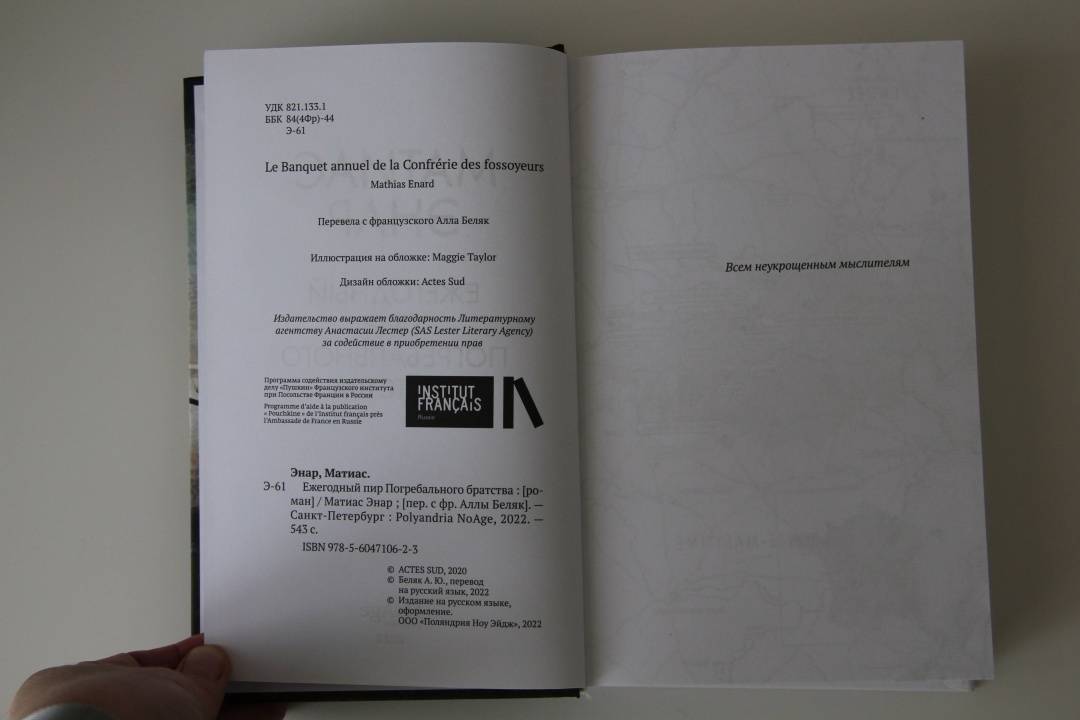 УДК 821.133.1
ББК 84(4Фр)-44
Э-61
Le Banquet annuel de la Confrérie des fossoyeurs
Mathias Enard
Перевела с французского Алла Беляк
Иллюстрация на обложке: Maggie Taylor
Дизайн обложки: Actes Sud
Издательство выражает благодарность Литературному
агентству Анастасии Лестер (SAS Lester Literary Agency)
за содействие в приобретении прав
Программа содействия издательскому
делу «Пушкин» Французского института
при Посольстве Франции в России
Programme d'aide à la publication
« Pouchkine » de l'Institut français près
l'Ambassade de France en Russie
INSTITUT
FRANÇAIS
Russie
Энар, Матиас.
Э-61 Ежегодный пир Погребального братства : [ро-
ман] / Матиас Энар ; [пер. с фр. Аллы Беляк]. —
Санкт-Петербург : Polyandria NoAge, 2022. —
543 с.
ISBN 978-5-6047106-2-3
© ACTES SUD, 2020
© Беляк А. Ю., перевод
на русский язык, 2022
© Издание на русском языке,
оформление.
ООО «Поляндрия Ноу Эйдж», 2022
Всем неукрощенным мыслителям